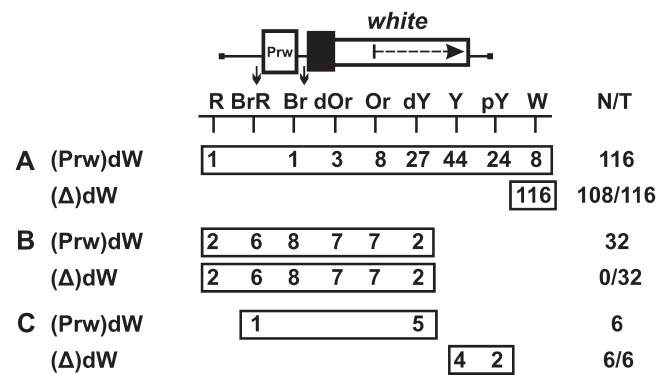 white
Prw
R BrR Br dOr Or dY Y pY W N/T
A (Prw)dW 1 1 3 8 27 44 24 8 116
(Δ)dW 116 108/116
B (Prw)dW 2 6 8 7 7 2 32
(Δ)dW 2 6 8 7 7 2 0/32
C (Prw)dW 1 5 6
(Δ)dW 4 2 6/6